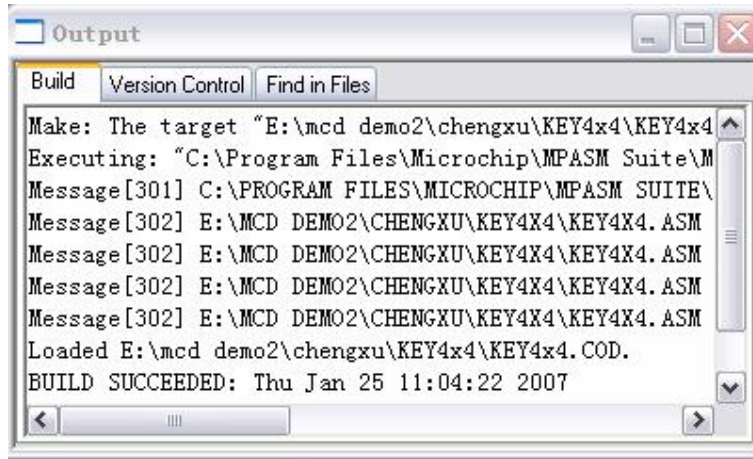 Output
Build Version Control Find in Files
Make: The target "E:\mcd demo2\chengxu\KEY4x4\KEY4x4
Executing: "C:\Program Files\Microchip\MPASM Suite\M
Message[301] C:\PROGRAM FILES\MICROCHIP\MPASM SUITE\
Message[302] E:\MCD DEMO2\CHENGXU\KEY4X4\KEY4X4.ASM
Message[302] E:\MCD DEMO2\CHENGXU\KEY4X4\KEY4X4.ASM
Message[302] E:\MCD DEMO2\CHENGXU\KEY4X4\KEY4X4.ASM
Message[302] E:\MCD DEMO2\CHENGXU\KEY4X4\KEY4X4.ASM
Loaded E:\mcd demo2\chengxu\KEY4x4\KEY4x4.COD.
BUILD SUCCEEDED: Thu Jan 25 11:04:22 2007